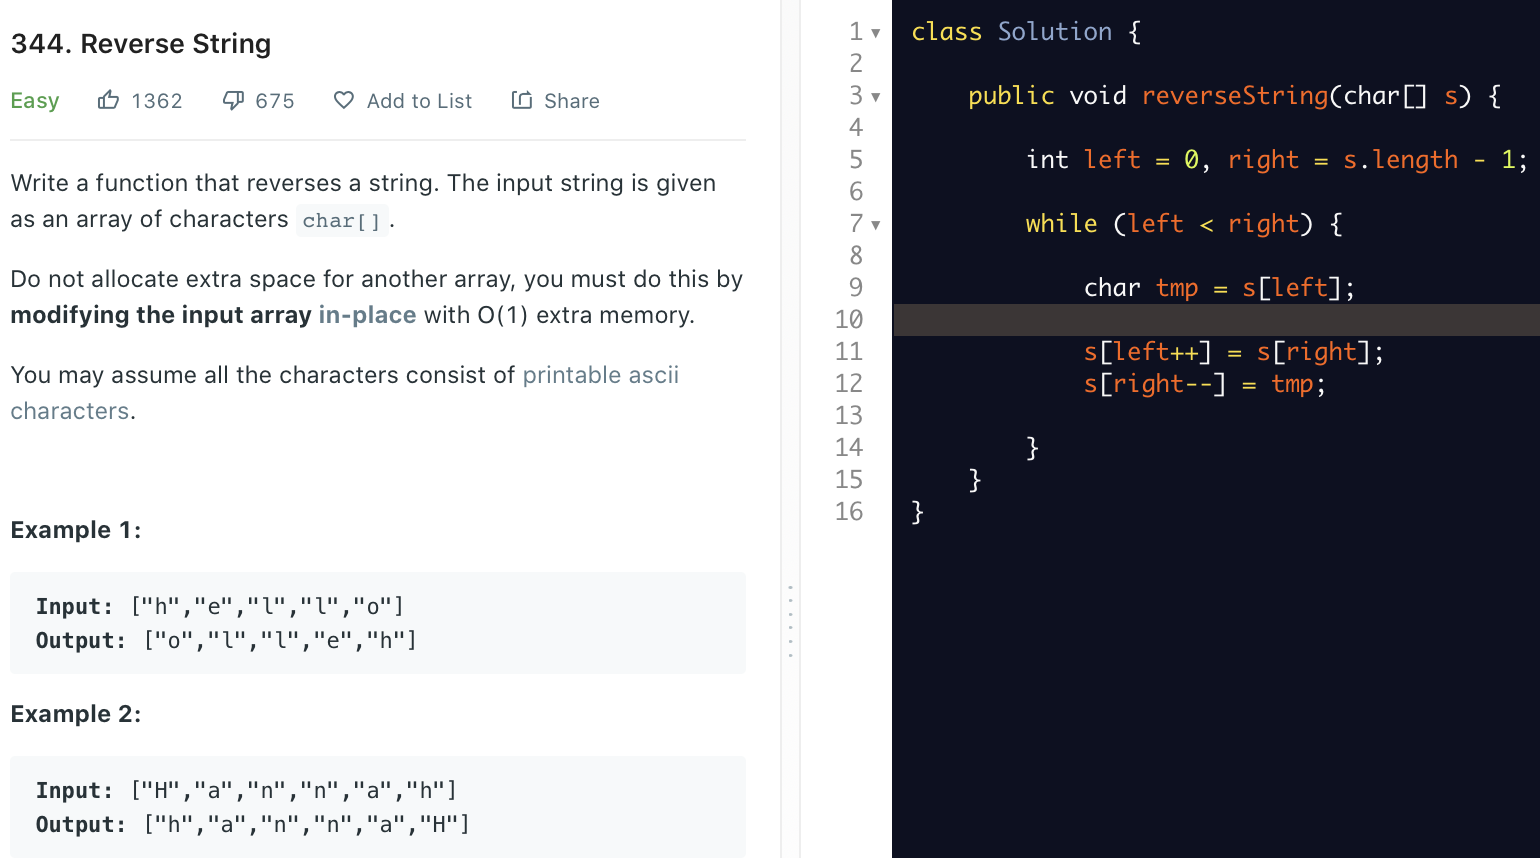 344. Reverse String
Easy 1362 675 Add to List Share
Write a function that reverses a string. The input string is given
as an array of characters char[].
Do not allocate extra space for another array, you must do this by
modifying the input array in-place with O(1) extra memory.
You may assume all the characters consist of printable ascii
characters.
Example 1:
Input: ["h","e","l","l","o"]
Output: ["o","l","l","e","h"]
Example 2:
Input: ["H","a","n","n","a","h"]
Output: ["h","a","n","n","a","H"]
1 class Solution {
2
3 public void reverseString(char[] s) {
4
5 int left = 0, right = s.length - 1;
6
7 while (left < right) {
8
9 char tmp = s[left];
10
11 s[left++] = s[right];
12 s[right--] = tmp;
13
14 }
15 }
16 }